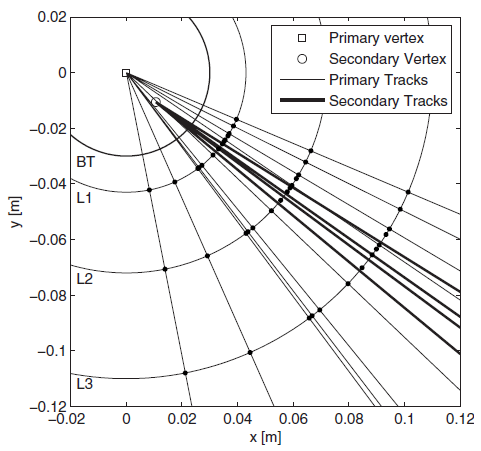 0.02
0
−0.02
−0.04
−0.06
−0.08
−0.1
−0.12
y [m]
Primary vertex
Secondary Vertex
Primary Tracks
Secondary Tracks
BT
L1
L2
L3
−0.02 0 0.02 0.04 0.06 0.08 0.1 0.12
x [m]